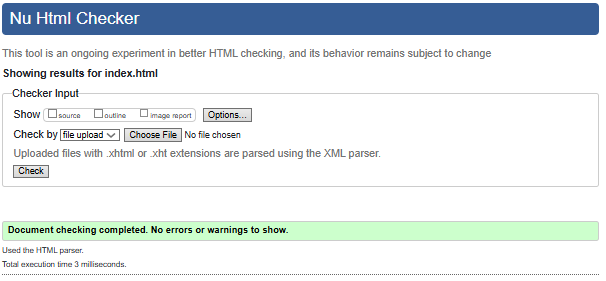 Nu Html Checker
This tool is an ongoing experiment in better HTML checking, and its behavior remains subject to change
Showing results for index.html
Checker Input
Show source outline image report Options...
Check by file upload Choose File No file chosen
Uploaded files with .xhtml or .xht extensions are parsed using the XML parser.
Check
Document checking completed. No errors or warnings to show.
Used the HTML parser.
Total execution time 3 milliseconds.